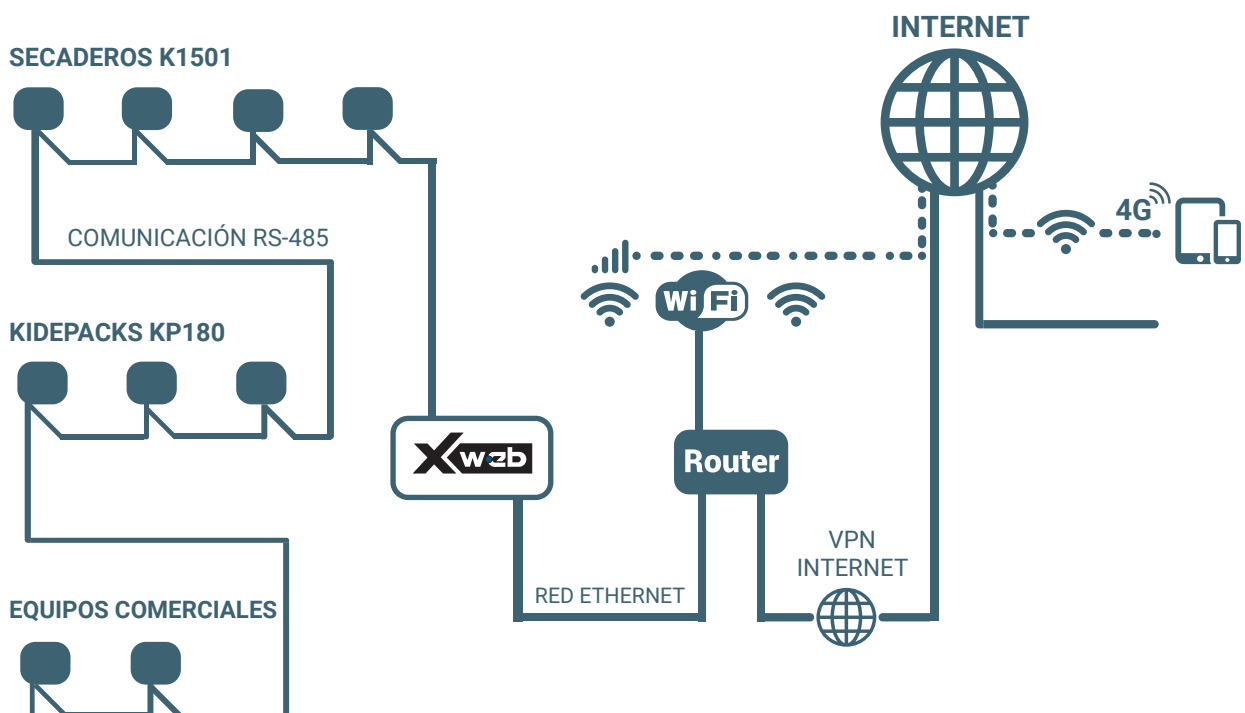 INTERNET
SECADEROS K1501
4G
COMUNICACIÓN RS-485
Wi Fi
KIDEPACKS KP180
Xweb
Router
VPN
INTERNET
RED ETHERNET
EQUIPOS COMERCIALES